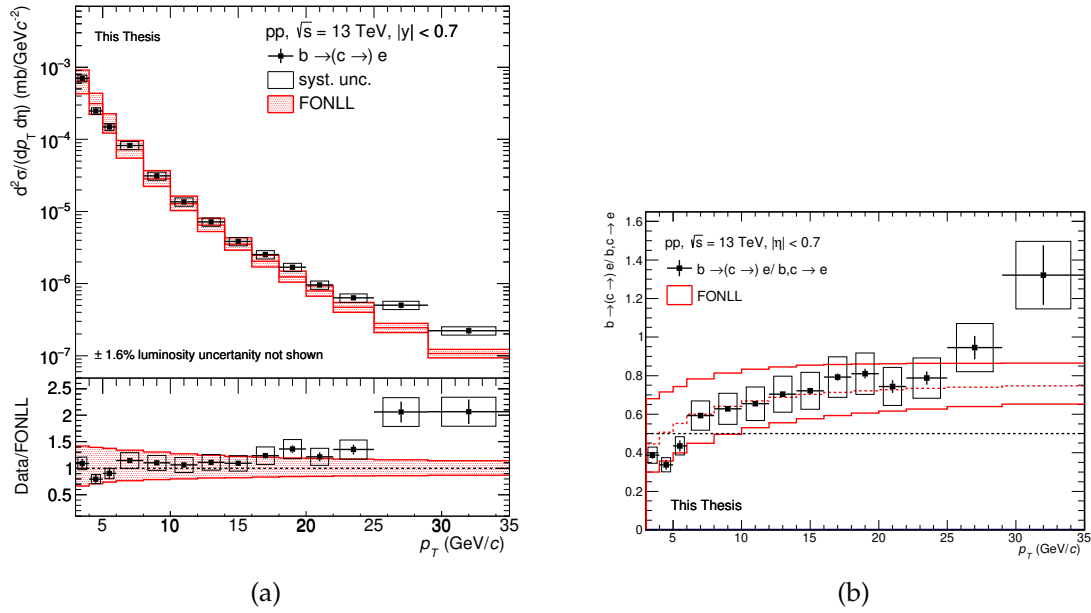 This Thesis
pp, √s = 13 TeV, |y| < 0.7
b →(c →) e
syst. unc.
FONLL
d²σ/(dp_T dη) (mb/GeVc⁻²)
10⁻³
10⁻⁴
10⁻⁵
10⁻⁶
10⁻⁷
± 1.6% luminosity uncertanity not shown
Data/FONLL
2.5
2
1.5
1
0.5
5 10 15 20 25 30 35
p_T (GeV/c)
(a)
b →(c →) e/ b,c → e
1.6
1.4
1.2
1
0.8
0.6
0.4
0.2
0
pp, √s = 13 TeV, |η| < 0.7
b →(c →) e/ b,c → e
FONLL
This Thesis
5 10 15 20 25 30 35
p_T (GeV/c)
(b)